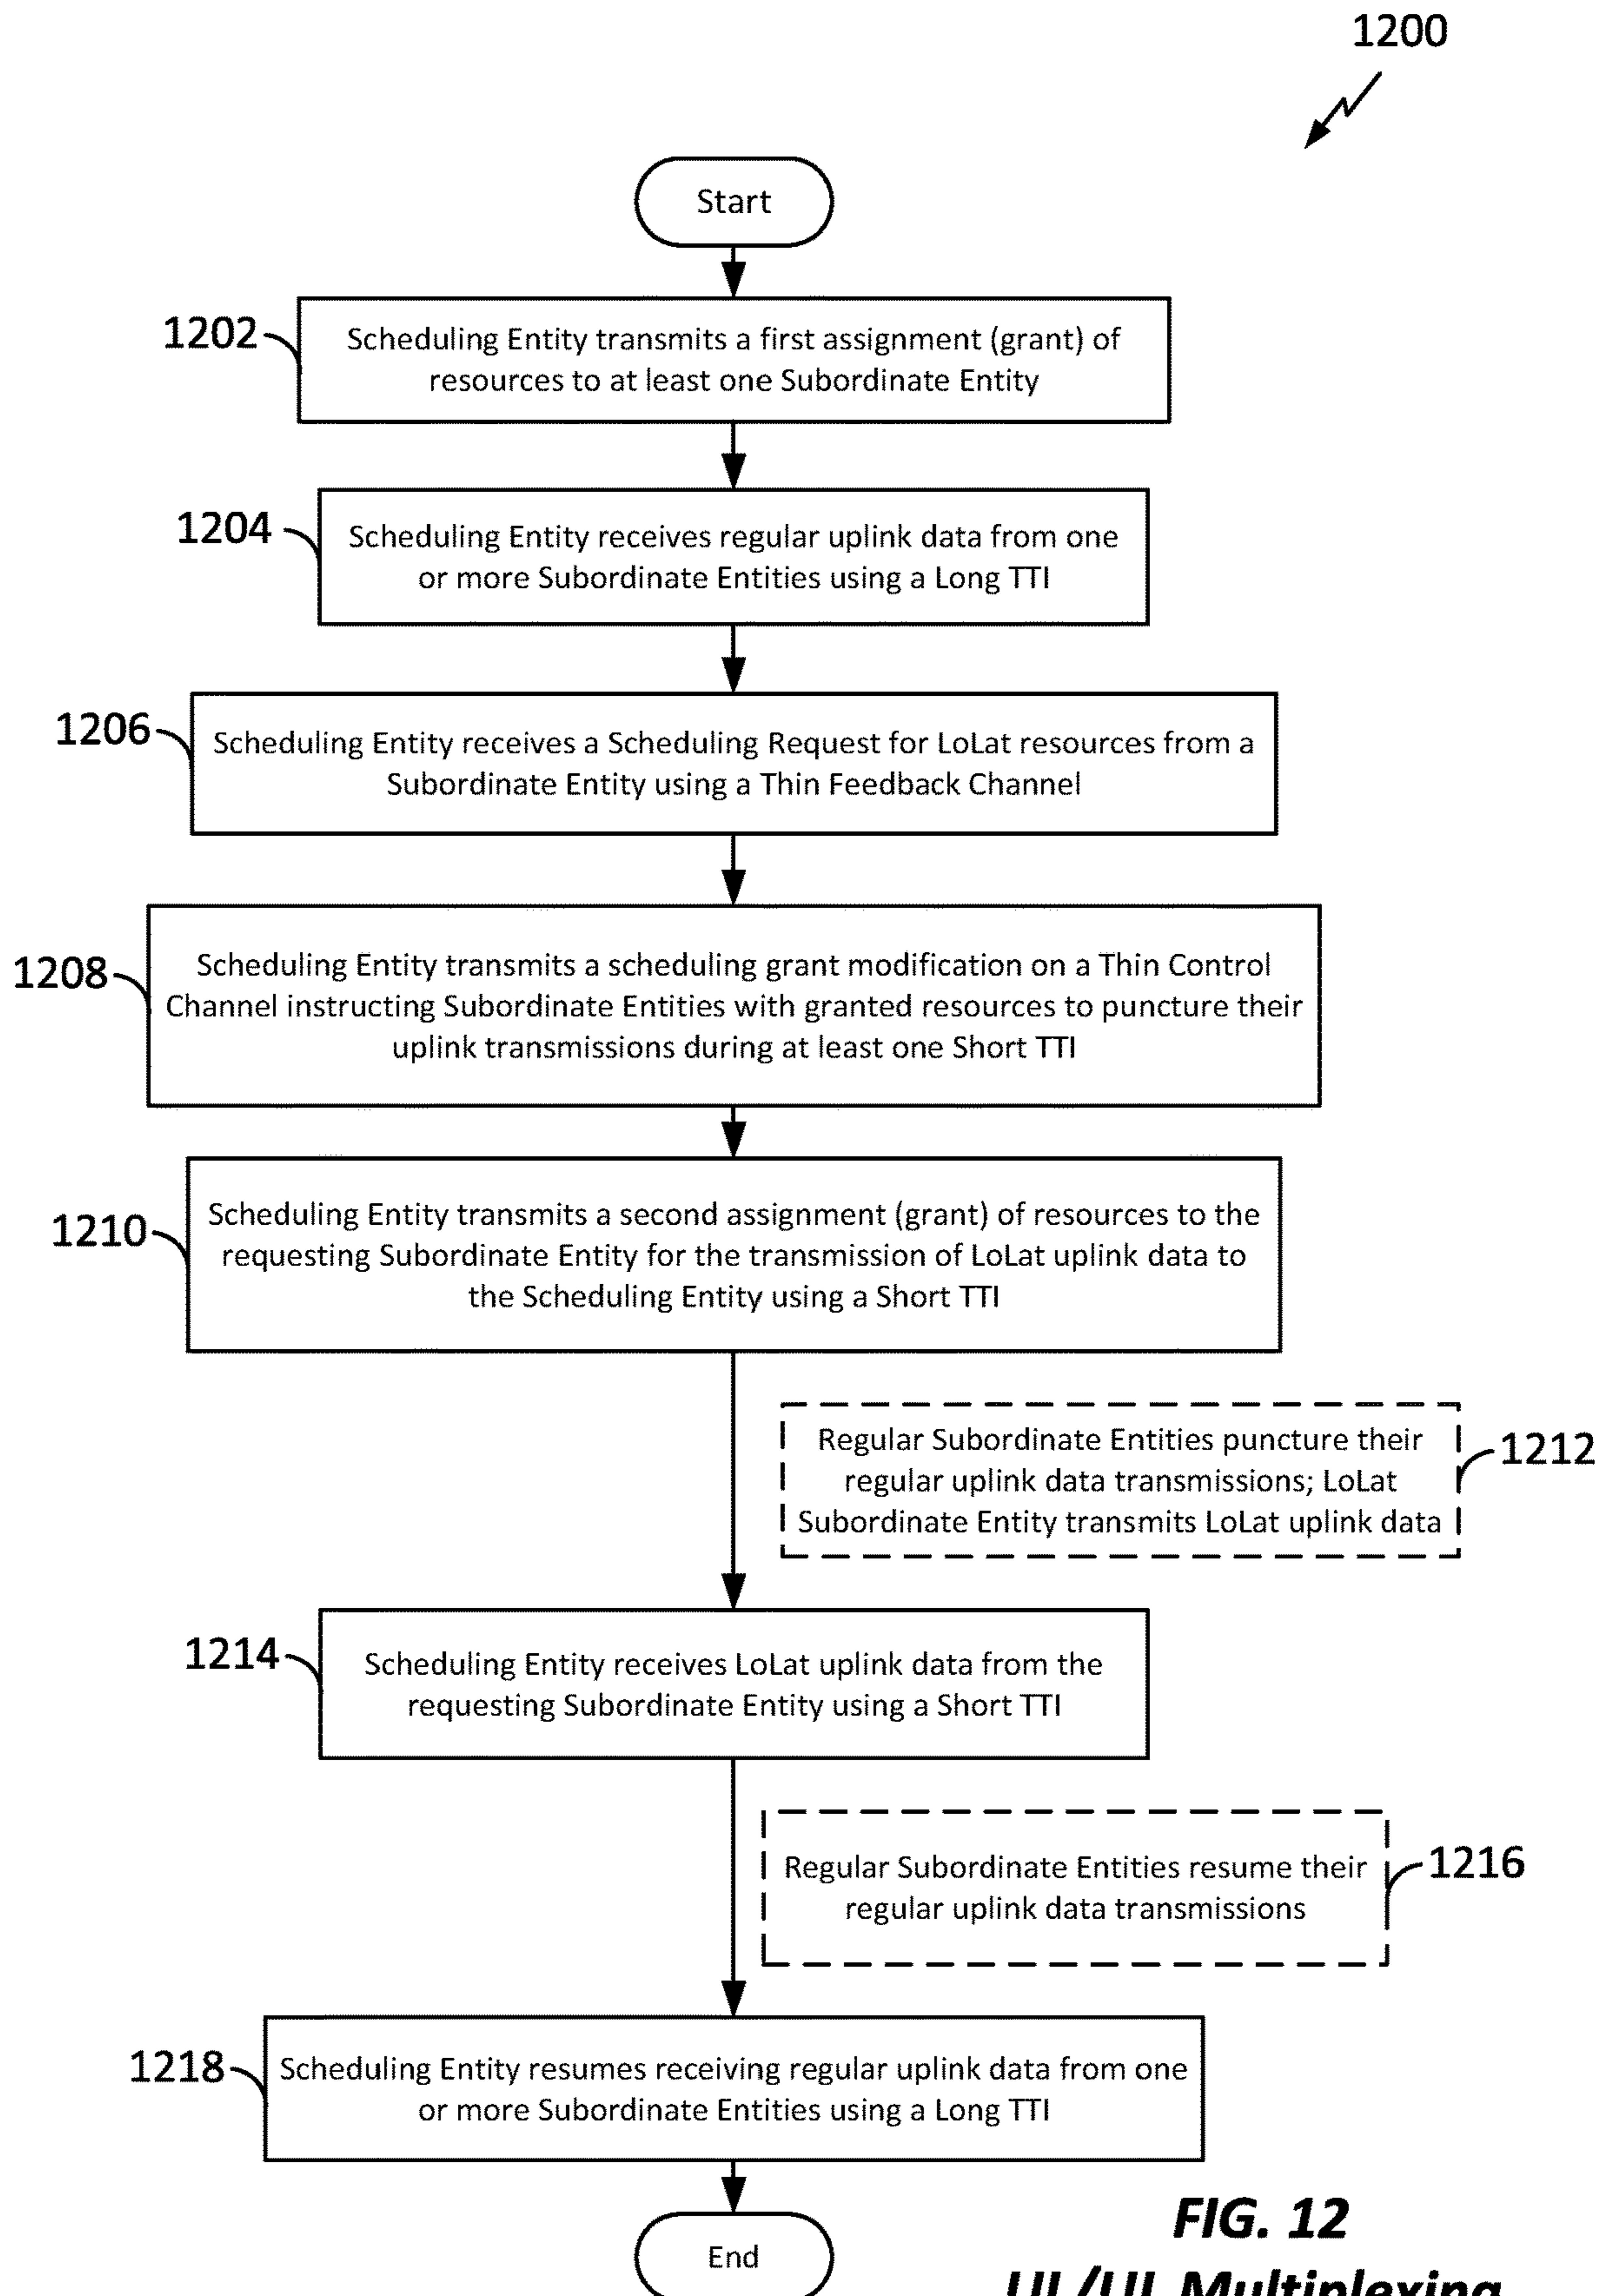 1200
Start
1202
Scheduling Entity transmits a first assignment (grant) of
resources to at least one Subordinate Entity
1204
Scheduling Entity receives regular uplink data from one
or more Subordinate Entities using a Long TTI
1206
Scheduling Entity receives a Scheduling Request for LoLat resources from a
Subordinate Entity using a Thin Feedback Channel
1208
Scheduling Entity transmits a scheduling grant modification on a Thin Control
Channel instructing Subordinate Entities with granted resources to puncture their
uplink transmissions during at least one Short TTI
1210
Scheduling Entity transmits a second assignment (grant) of resources to the
requesting Subordinate Entity for the transmission of LoLat uplink data to
the Scheduling Entity using a Short TTI
Regular Subordinate Entities puncture their
regular uplink data transmissions; LoLat
Subordinate Entity transmits LoLat uplink data
1212
1214
Scheduling Entity receives LoLat uplink data from the
requesting Subordinate Entity using a Short TTI
Regular Subordinate Entities resume their
regular uplink data transmissions
1216
1218
Scheduling Entity resumes receiving regular uplink data from one
or more Subordinate Entities using a Long TTI
End
FIG. 12
UL/UL Multiplexing